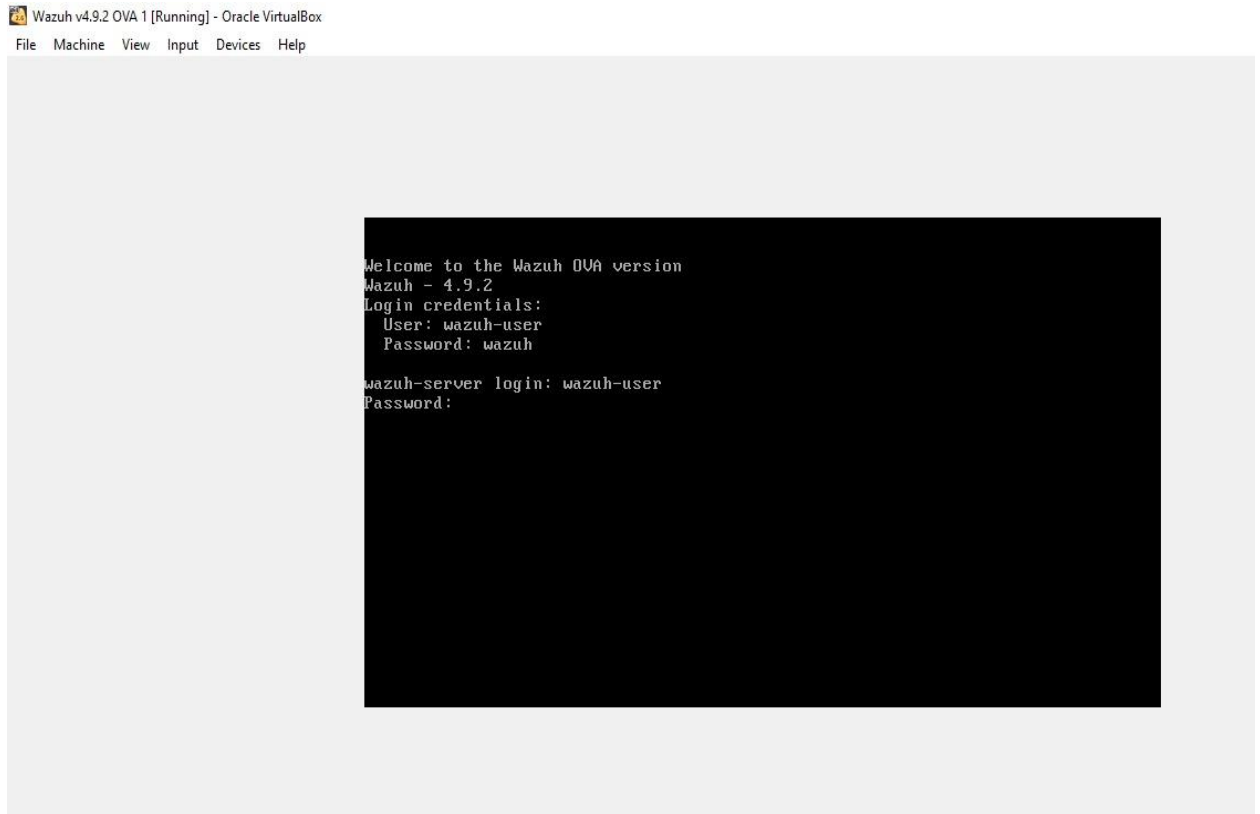 Wazuh v4.9.2 OVA 1 [Running] - Oracle VirtualBox
File Machine View Input Devices Help
Welcome to the Wazuh OVA version
Wazuh - 4.9.2
Login credentials:
User: wazuh-user
Password: wazuh
wazuh-server login: wazuh-user
Password: